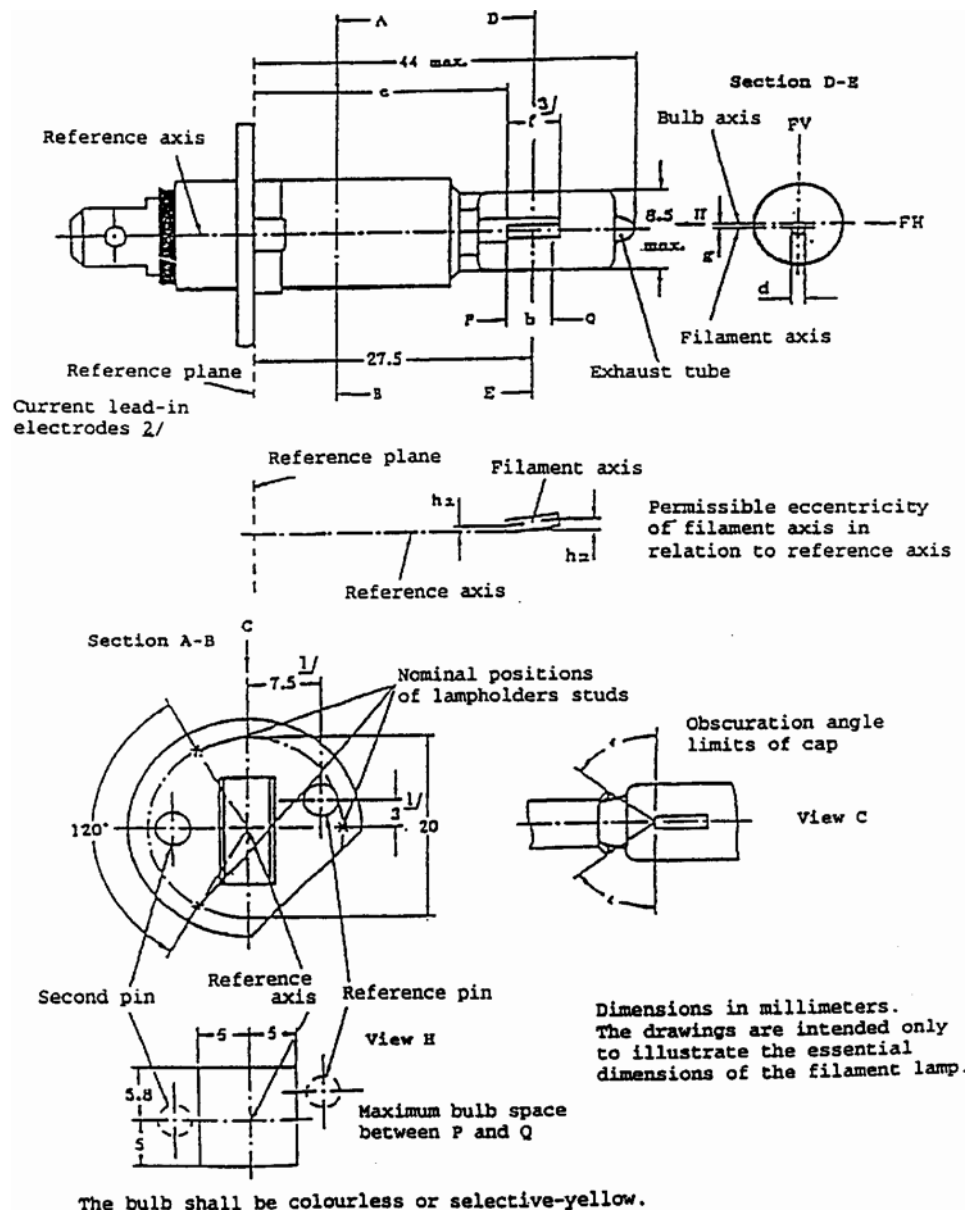 A
D
44 max.
Section D-E
e
3/
f
Bulb axis
FV
Reference axis
8.5
max.
FH
g
d
P
b
Q
Filament axis
27.5
Exhaust tube
Reference plane
B
E
Current lead-in
electrodes 2/
Reference plane
Filament axis
h2
Permissible eccentricity
of filament axis in
relation to reference axis
h2
Reference axis
Section A-B
C
1/
7.5
Nominal positions
of lampholders studs
Obscuration angle
limits of cap
1/
3
120°
20
View C
Second pin
Reference
axis
Reference pin
5
5
View H
Dimensions in millimeters.
The drawings are intended only
to illustrate the essential
dimensions of the filament lamp.
5.8
5
Maximum bulb space
between P and Q
The bulb shall be colourless or selective-yellow.